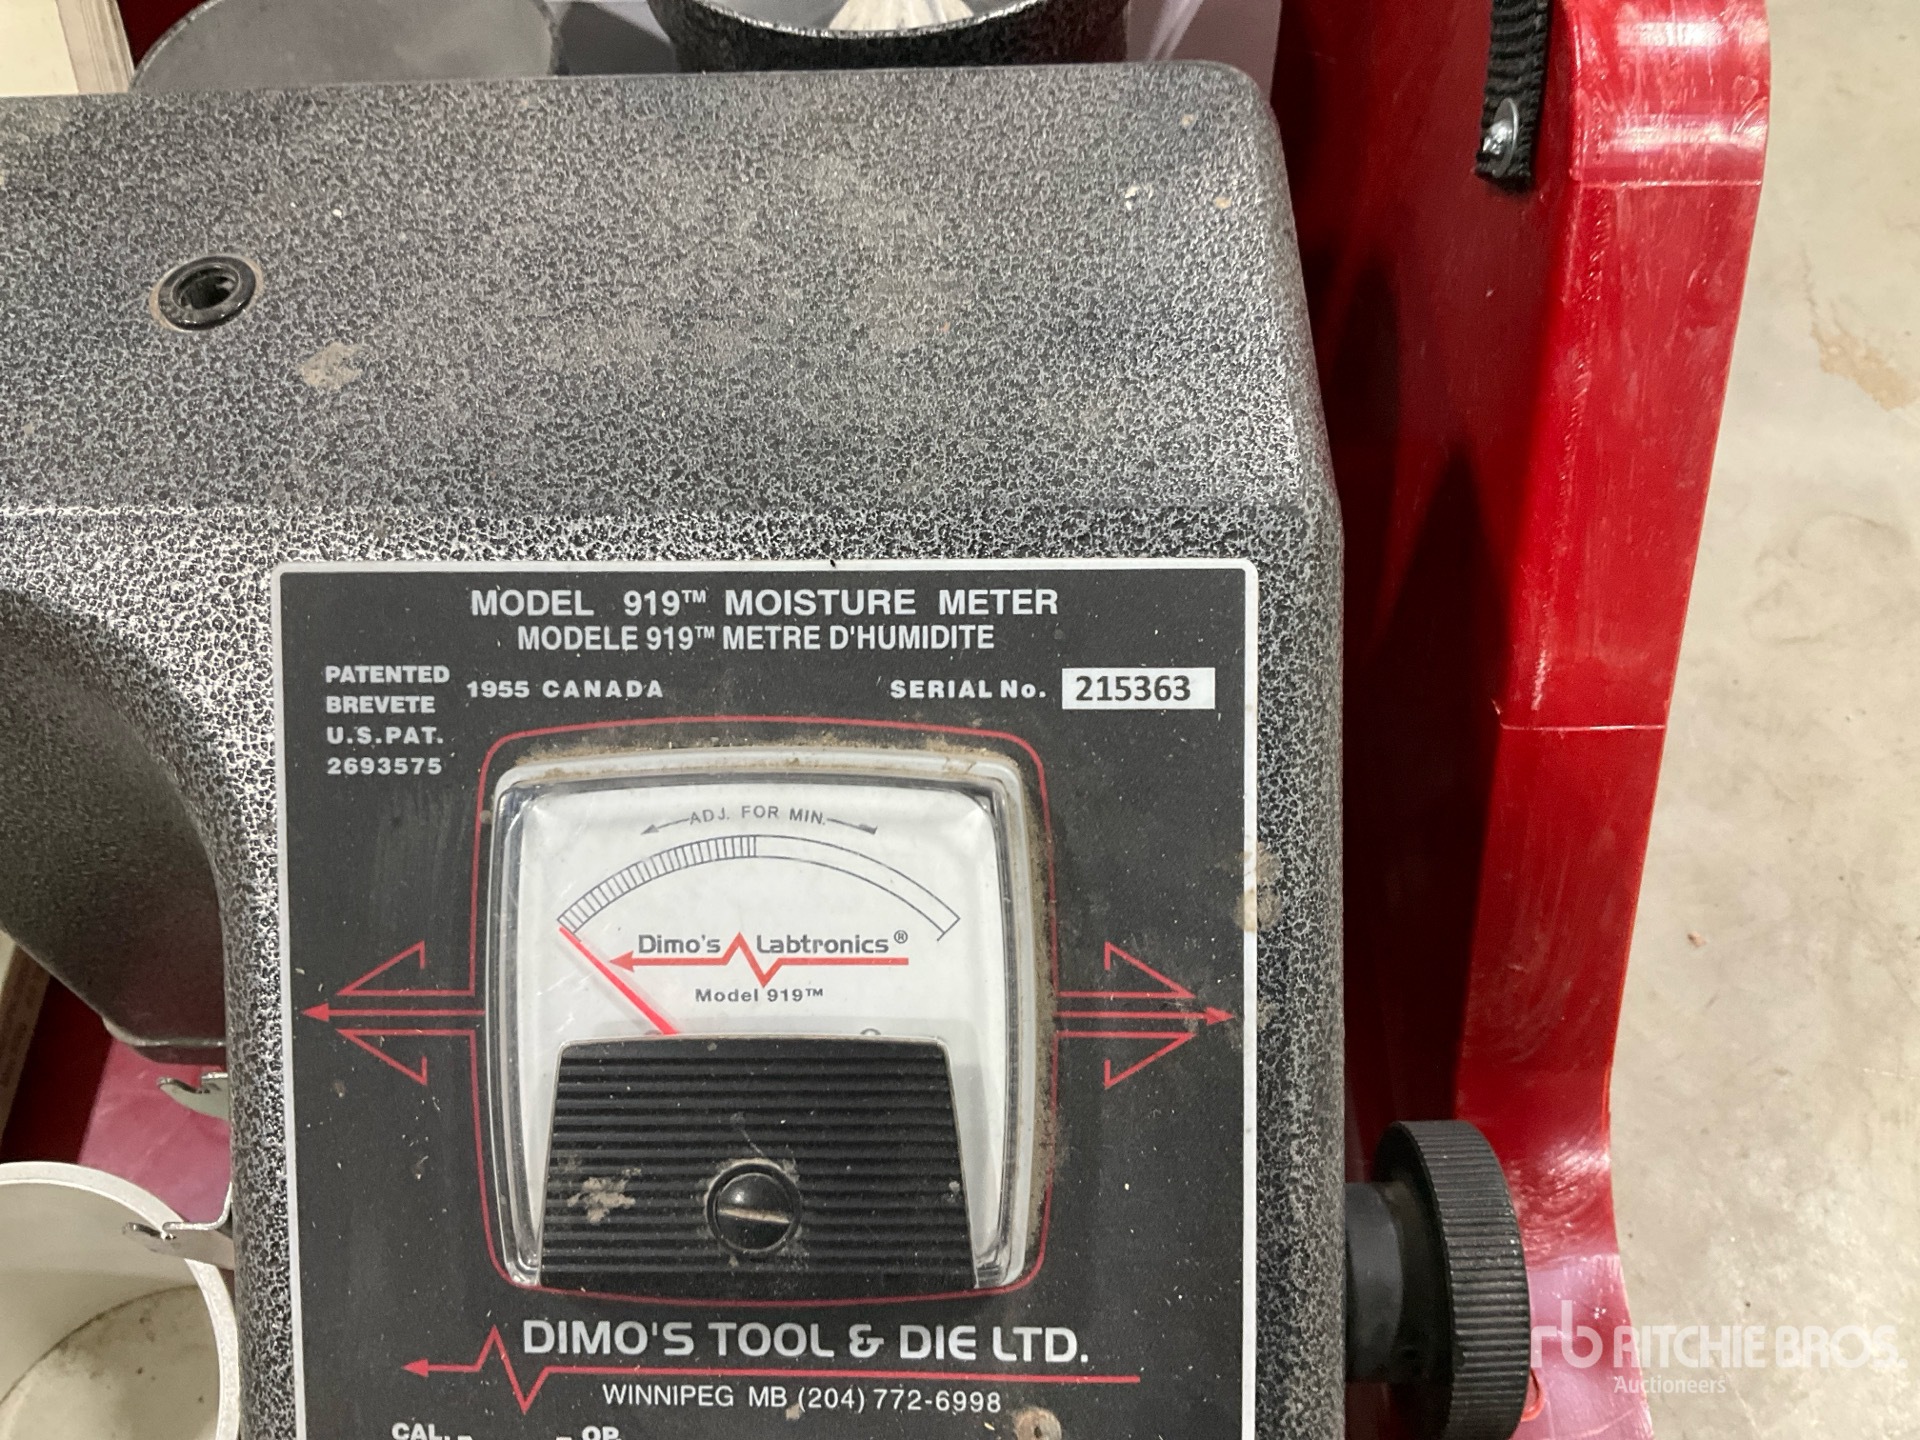 MODEL 919™ MOISTURE METER
MODELE 919™ METRE D'HUMIDITE
PATENTED
BREVETE
U.S.PAT.
2693575
1955 CANADA
SERIAL No. 215363
ADJ. FOR MIN.
Dimo's Labtronics®
Model 919™
DIMO'S TOOL & DIE LTD.
WINNIPEG MB (204) 772-6998
CAL. - - OP.
rb RITCHIE BROS.
Auctioneers